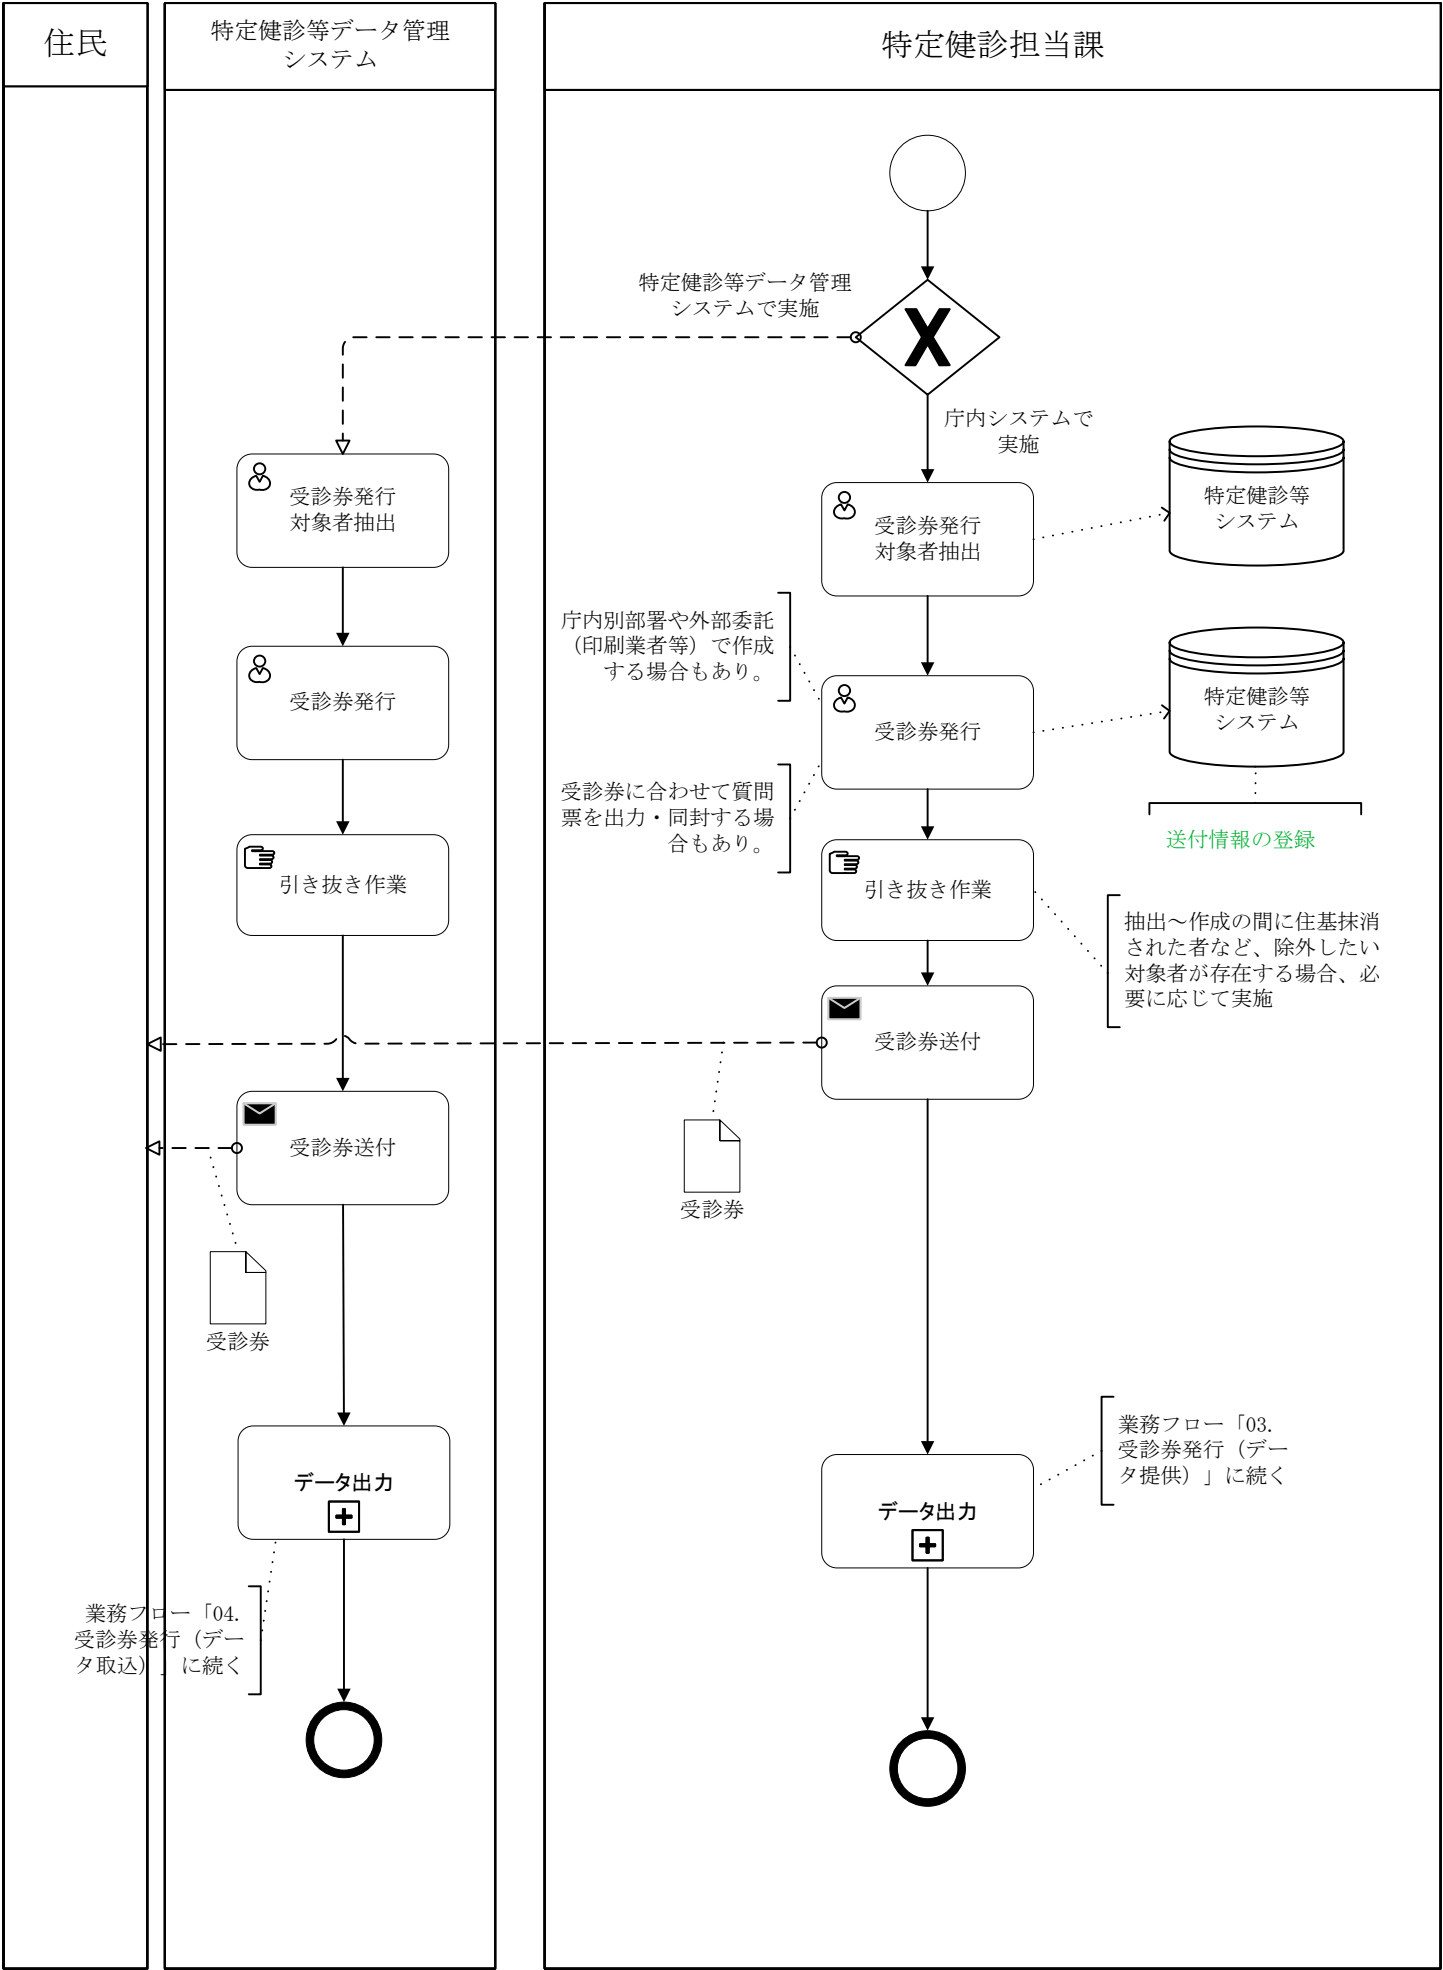 住民
特定健診等データ管理
システム
特定健診担当課
特定健診等データ管理
システムで実施
庁内システムで
実施
受診券発行
対象者抽出
受診券発行
対象者抽出
特定健診等
システム
庁内別部署や外部委託
（印刷業者等）で作成
する場合もあり。
受診券発行
受診券発行
特定健診等
システム
受診券に合わせて質問
票を出力・同封する場
合もあり。
送付情報の登録
引き抜き作業
引き抜き作業
抽出～作成の間に住基抹消
された者など、除外したい
対象者が存在する場合、必
要に応じて実施
受診券送付
受診券送付
受診券
受診券
データ出力
データ出力
業務フロー「03.
受診券発行（デー
タ提供）」に続く
業務フロー「04.
受診券発行（デー
タ取込）」に続く